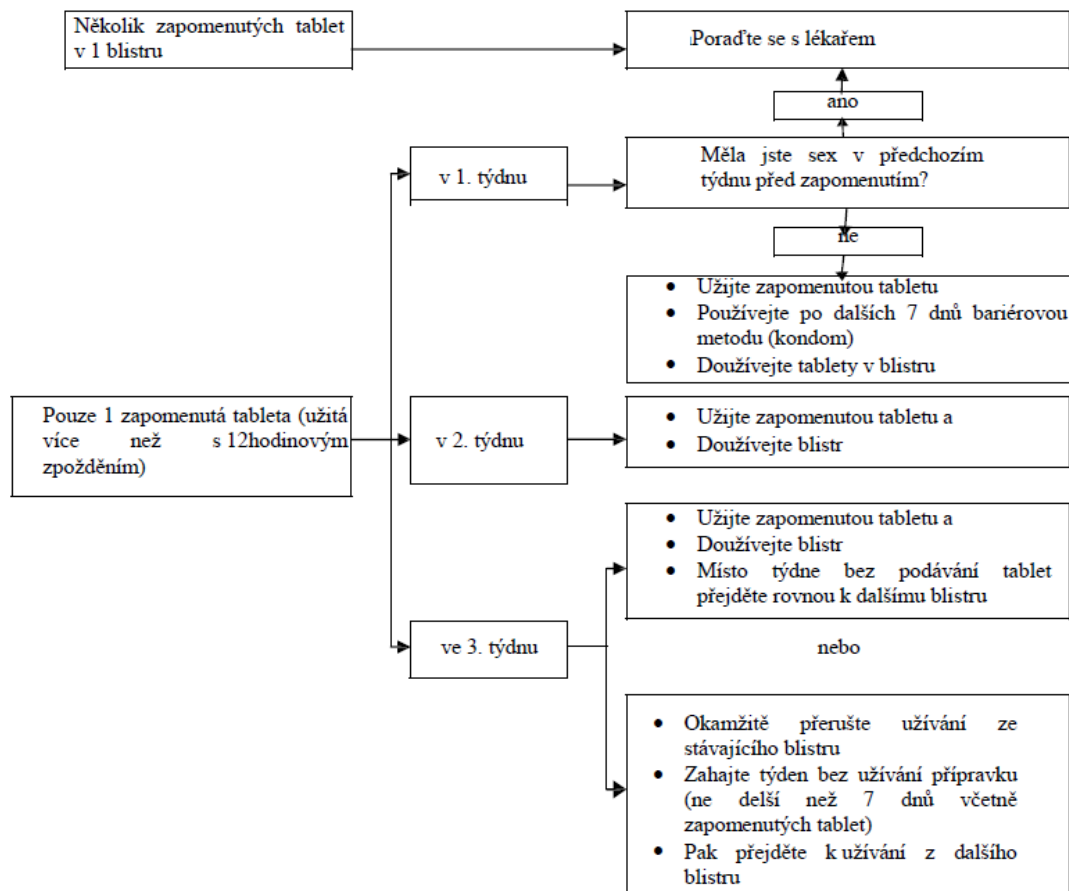 Několik zapomenutých tablet
v 1 blistru
Poraďte se s lékařem
ano
v 1. týdnu
Měla jste sex v předchozím
týdnu před zapomenutím?
ne
Užijte zapomenutou tabletu
Používejte po dalších 7 dnů bariérovou
metodu (kondom)
Doužívejte tablety v blistru
Pouze 1 zapomenutá tableta (užitá
více než s 12hodinovým
zpožděním)
v 2. týdnu
Užijte zapomenutou tabletu a
Doužívejte blistr
Užijte zapomenutou tabletu a
Doužívejte blistr
Místo týdne bez podávání tablet
přejděte rovnou k dalšímu blistru
ve 3. týdnu
nebo
Okamžitě přerušte užívání ze
stávajícího blistru
Zahajte týden bez užívání přípravku
(ne delší než 7 dnů včetně
zapomenutých tablet)
Pak přejděte k užívání z dalšího
blistru